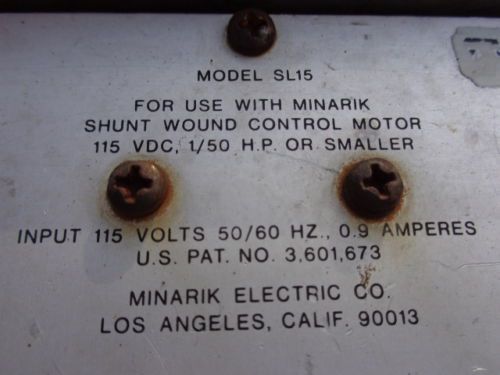 MODEL SL15
FOR USE WITH MINARIK
SHUNT WOUND CONTROL MOTOR
115 VDC, 1/50 H.P. OR SMALLER
INPUT 115 VOLTS 50/60 HZ., 0.9 AMPERES
U.S. PAT. NO. 3,601,673
MINARIK ELECTRIC CO.
LOS ANGELES, CALIF. 90013